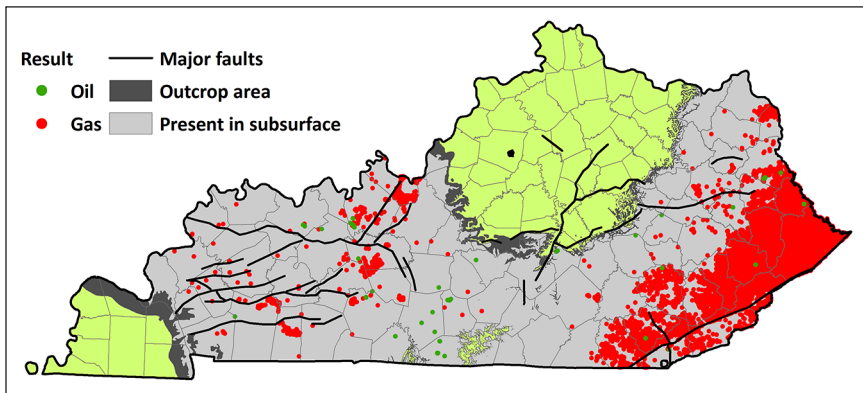 Result
Major faults
Oil
Outcrop area
Gas
Present in subsurface